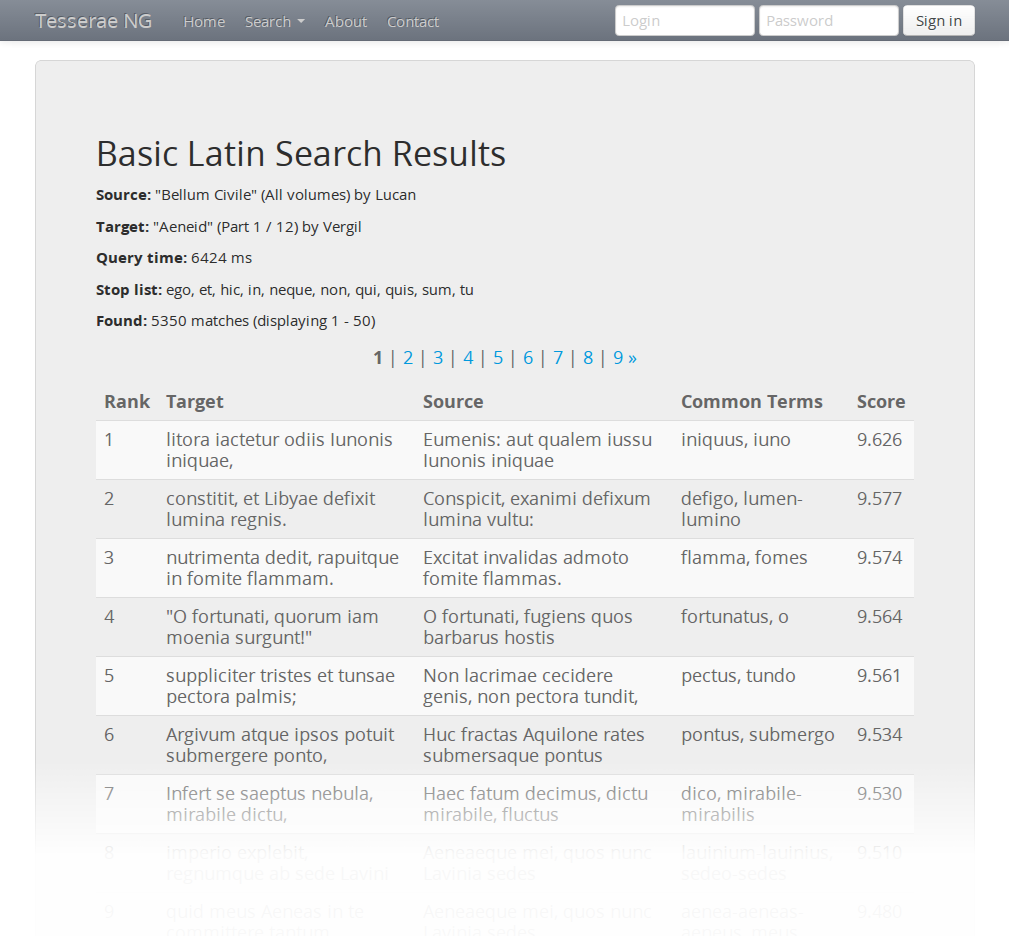 Tesserae NG Home Search About Contact Login Password Sign in
Basic Latin Search Results
Source: "Bellum Civile" (All volumes) by Lucan
Target: "Aeneid" (Part 1 / 12) by Vergil
Query time: 6424 ms
Stop list: ego, et, hic, in, neque, non, qui, quis, sum, tu
Found: 5350 matches (displaying 1 - 50)
1 | 2 | 3 | 4 | 5 | 6 | 7 | 8 | 9 »
Rank Target Source Common Terms Score
1 litora iactetur odiis Iunonis Eumenis: aut qualem iussu iniquus, iuno 9.626
iniquae, Iunonis iniquae
2 constitit, et Libyae defixit Conspicit, exanimi defixum defigo, lumen- 9.577
lumina regnis. lumina vultu: lumino
3 nutrimenta dedit, rapuitque Excitat invalidas admoto flamma, fomes 9.574
in fomite flammam. fomite flammas.
4 "O fortunati, quorum iam O fortunati, fugiens quos fortunatus, o 9.564
moenia surgunt!" barbarus hostis
5 suppliciter tristes et tunsae Non lacrimae cecidere pectus, tundo 9.561
pectora palmis; genis, non pectora tundit,
6 Argivum atque ipsos potuit Huc fractas Aquilone rates pontus, submergo 9.534
submergere ponto, submersaque pontus
7 Infert se saeptus nebula, Haec fatum decimus, dictu dico, mirabile- 9.530
mirabile dictu, mirabile, fluctus mirabilis
8 imperio explebit, Aeneaeque mei, quos nunc lauinium-lauinius, 9.510
regnumque ab sede Lavini Lavinia sedes sedeo-sedes
9 quid meus Aeneas in te Aeneaeque mei, quos nunc aenea-aeneas- 9.480
committere tantum Lavinia sedes aeneus, meus